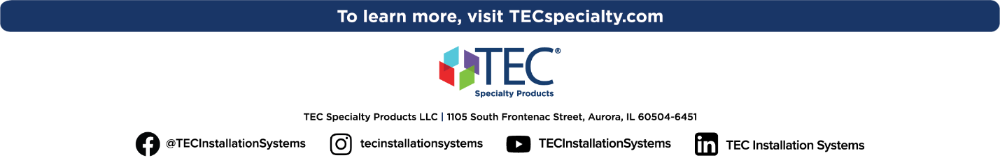 To learn more, visit TECspecialty.com
TEC®
Specialty Products
TEC Specialty Products LLC | 1105 South Frontenac Street, Aurora, IL 60504-6451
@TECInstallationSystems tecinstallationsystems TECInstallationSystems TEC Installation Systems